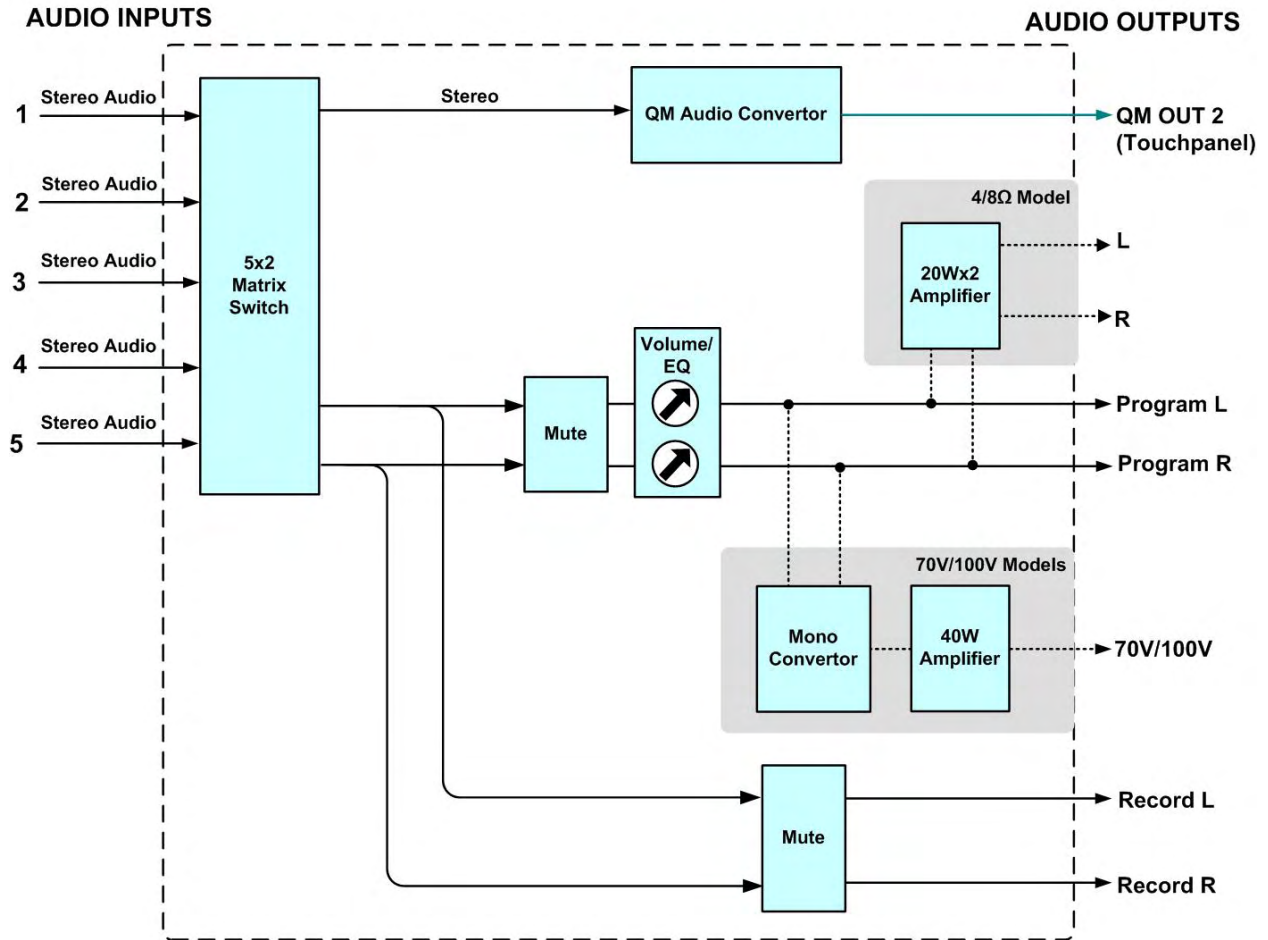 AUDIO INPUTS
AUDIO OUTPUTS
1
Stereo Audio
2
Stereo Audio
3
Stereo Audio
4
Stereo Audio
5
Stereo Audio
5x2
Matrix
Switch
Stereo
QM Audio Convertor
QM OUT 2
(Touchpanel)
4/8Ω Model
20Wx2
Amplifier
L
R
Mute
Volume/
EQ
Program L
Program R
70V/100V Models
Mono
Convertor
40W
Amplifier
70V/100V
Mute
Record L
Record R